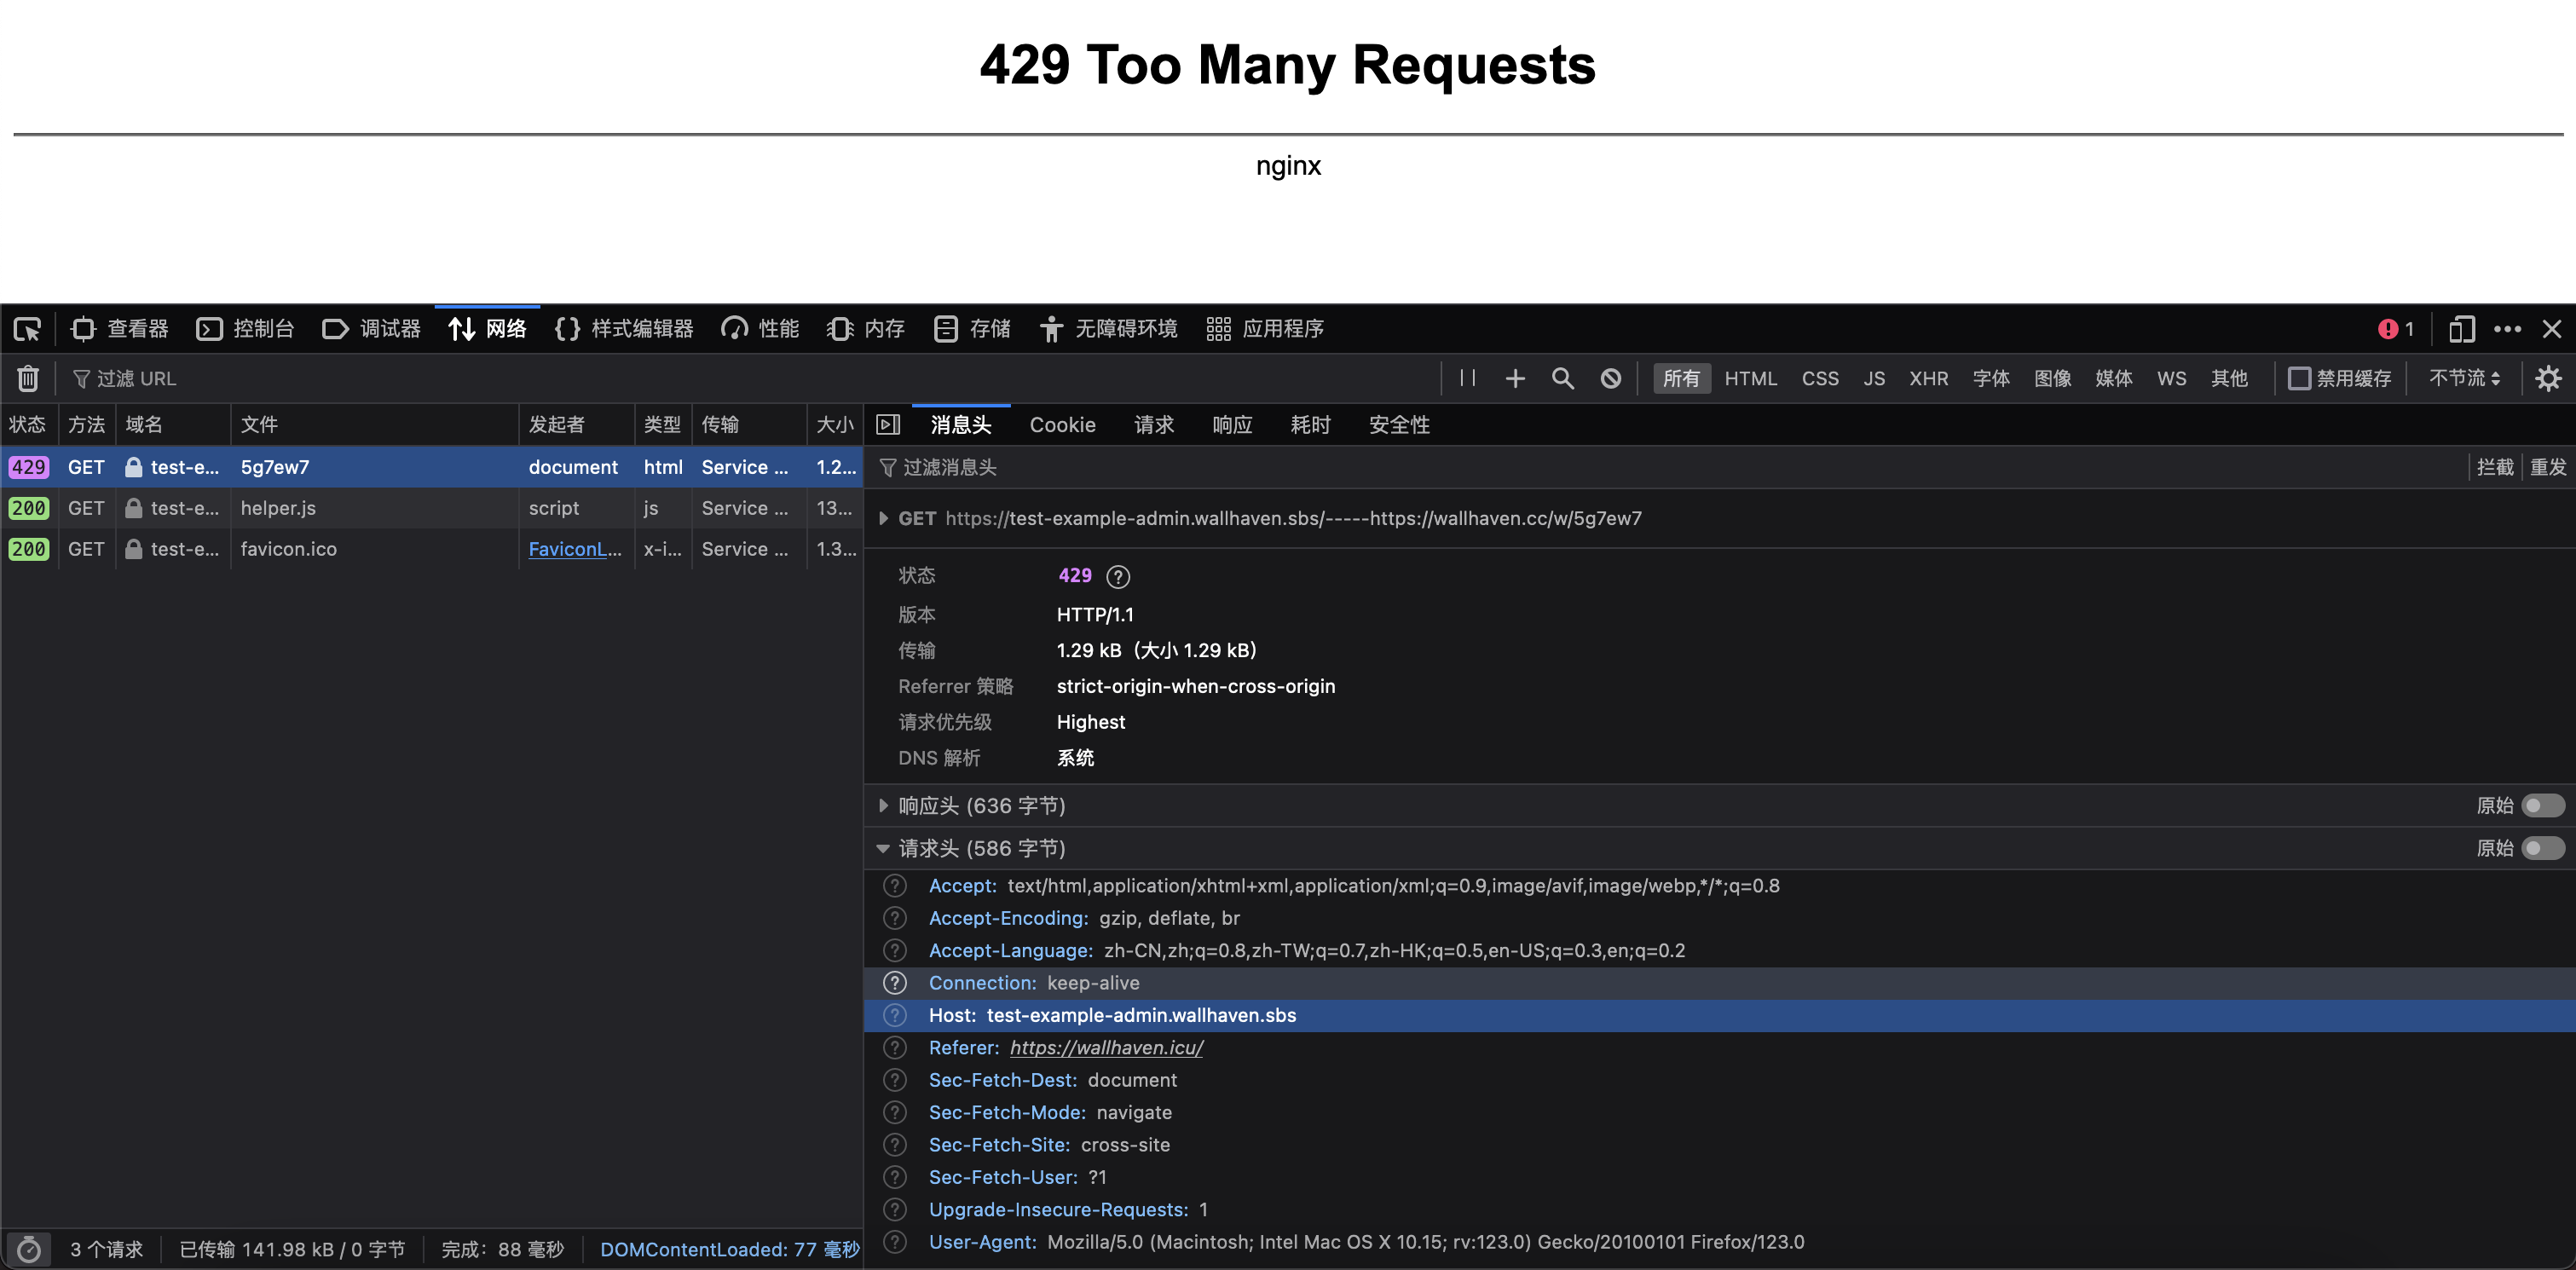 429 Too Many Requests
nginx
查看器 控制台 调试器 网络 样式编辑器 性能 内存 存储 无障碍环境 应用程序 1
过滤 URL 所有 HTML CSS JS XHR 字体 图像 媒体 WS 其他 禁用缓存 不节流
状态 方法 域名 文件 发起者 类型 传输 大小
429 GET test-e... 5g7ew7 document html Service ... 1.2...
200 GET test-e... helper.js script js Service ... 13...
200 GET test-e... favicon.ico FaviconL... x-i... Service ... 1.3...
消息头 Cookie 请求 响应 耗时 安全性
过滤消息头 拦截 重发
GET https://test-example-admin.wallhaven.sbs/-----https://wallhaven.cc/w/5g7ew7
状态 429
版本 HTTP/1.1
传输 1.29 kB（大小 1.29 kB）
Referrer 策略 strict-origin-when-cross-origin
请求优先级 Highest
DNS 解析 系统
响应头 (636 字节) 原始
请求头 (586 字节) 原始
Accept: text/html,application/xhtml+xml,application/xml;q=0.9,image/avif,image/webp,*/*;q=0.8
Accept-Encoding: gzip, deflate, br
Accept-Language: zh-CN,zh;q=0.8,zh-TW;q=0.7,zh-HK;q=0.5,en-US;q=0.3,en;q=0.2
Connection: keep-alive
Host: test-example-admin.wallhaven.sbs
Referer: https://wallhaven.icu/
Sec-Fetch-Dest: document
Sec-Fetch-Mode: navigate
Sec-Fetch-Site: cross-site
Sec-Fetch-User: ?1
Upgrade-Insecure-Requests: 1
User-Agent: Mozilla/5.0 (Macintosh; Intel Mac OS X 10.15; rv:123.0) Gecko/20100101 Firefox/123.0
3 个请求 已传输 141.98 kB / 0 字节 完成：88 毫秒 DOMContentLoaded: 77 毫秒